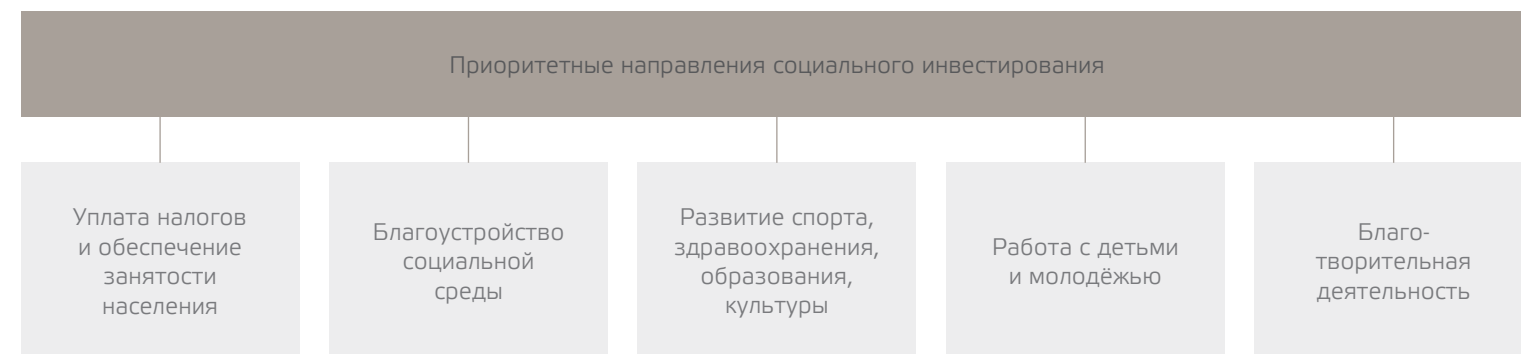 Приоритетные направления социального инвестирования
Уплата налогов
и обеспечение
занятости
населения
Благоустройство
социальной
среды
Развитие спорта,
здравоохранения,
образования,
культуры
Работа с детьми
и молодёжью
Благо-
творительная
деятельность